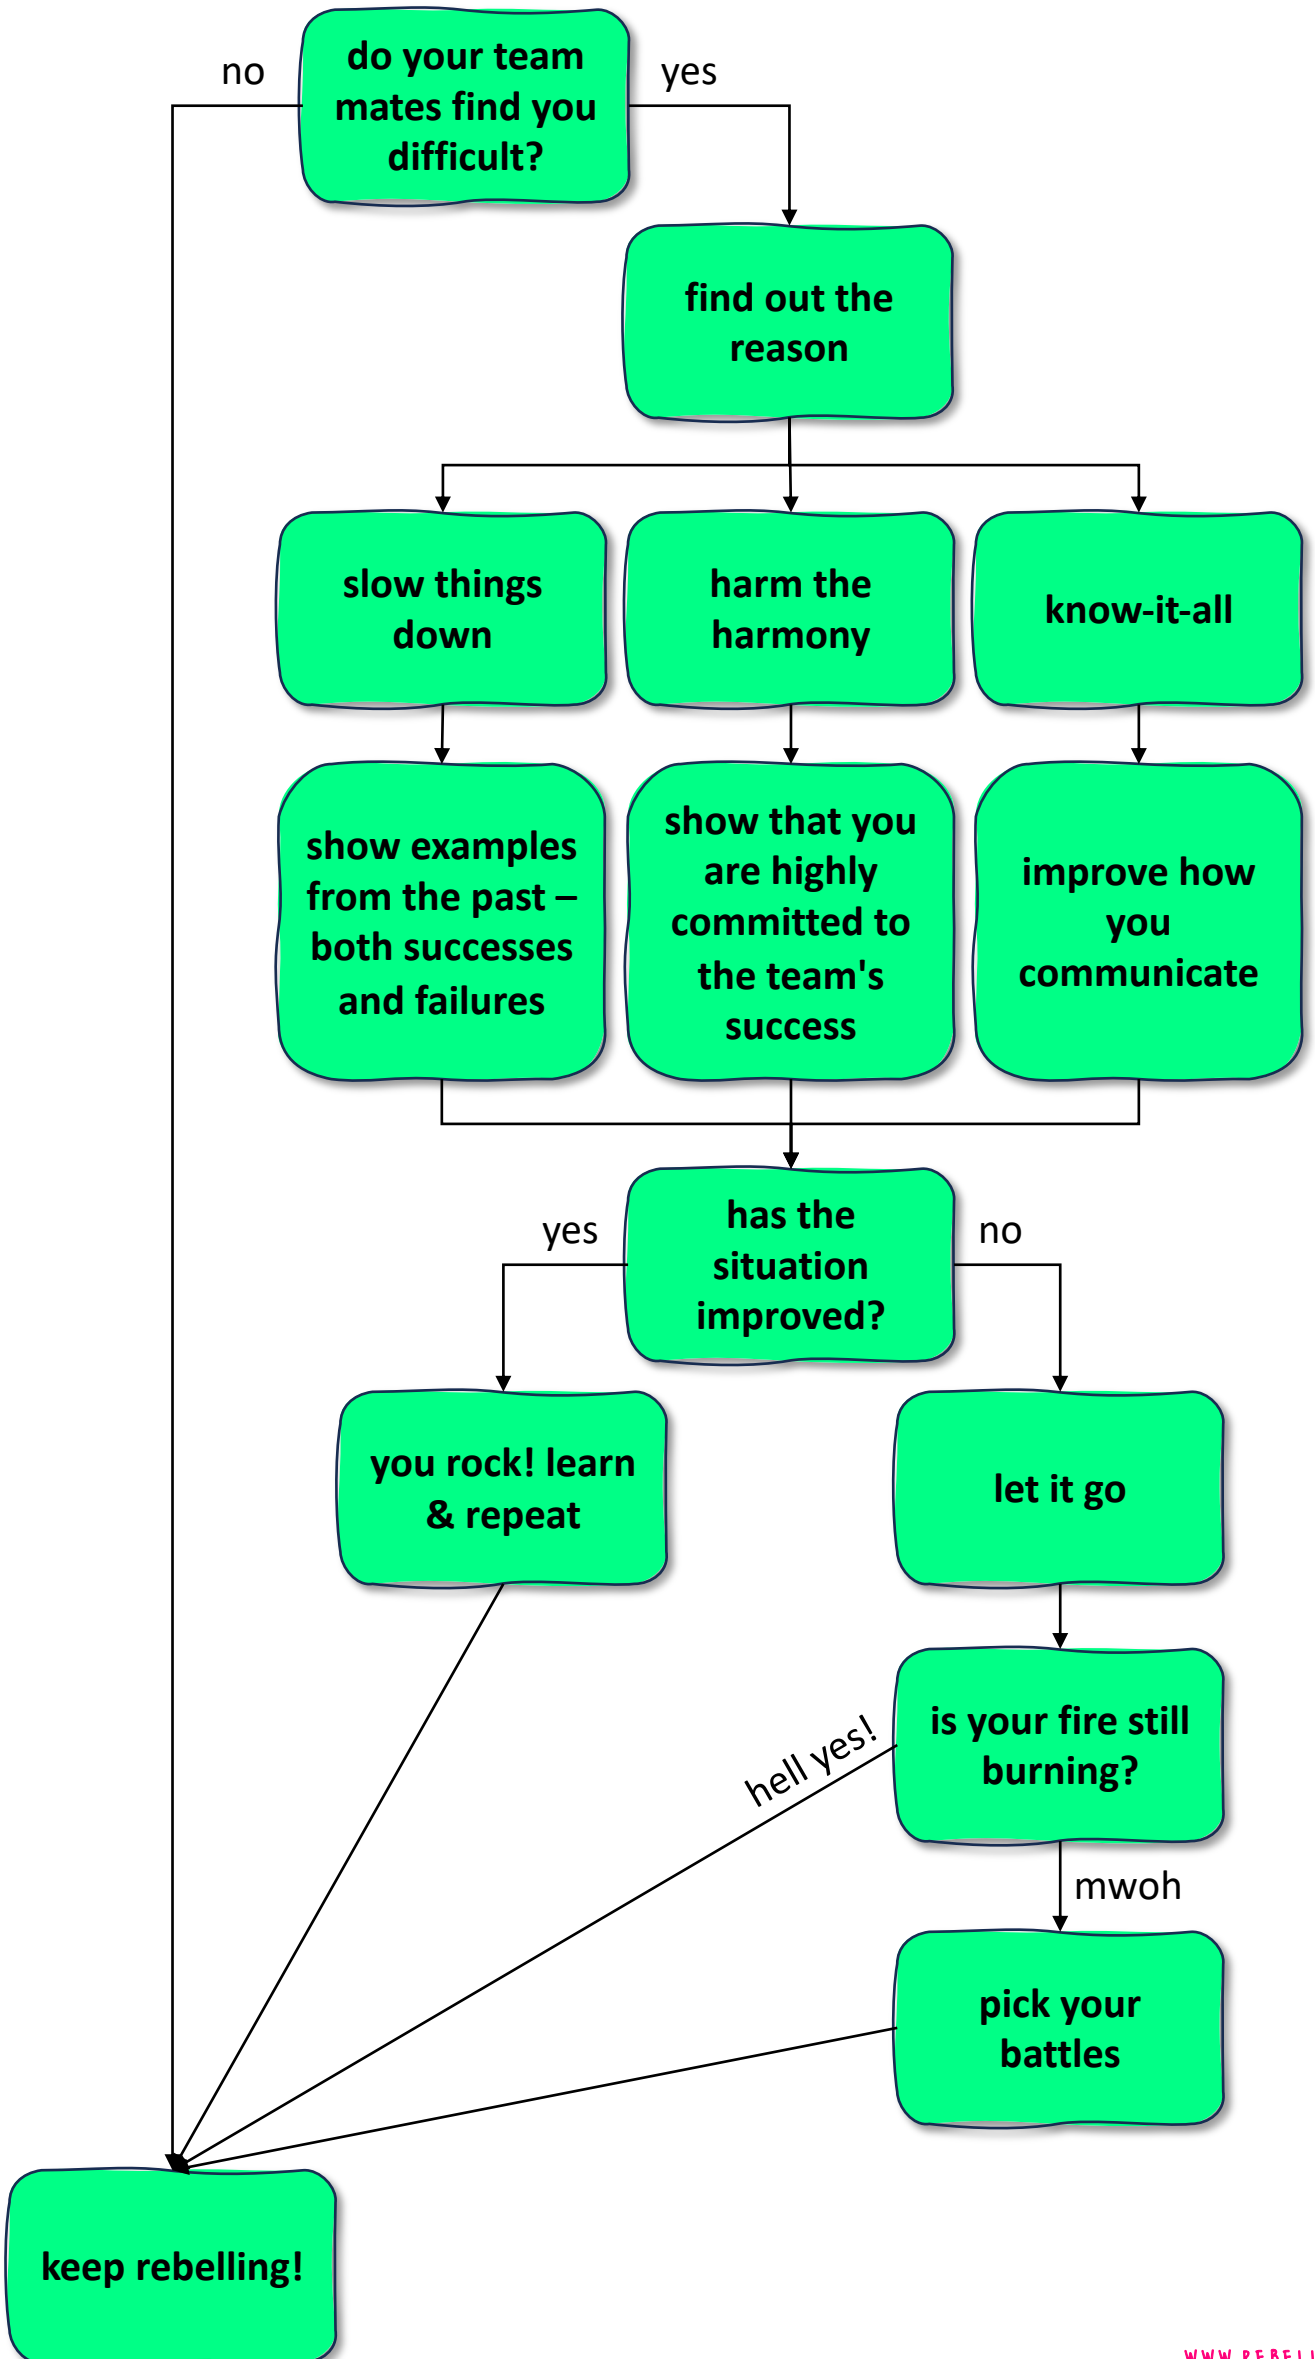 do your team
mates find you
difficult?
no
yes
find out the
reason
slow things
down
harm the
harmony
know-it-all
show examples
from the past –
both successes
and failures
show that you
are highly
committed to
the team's
success
improve how
you
communicate
has the
situation
improved?
yes
no
you rock! learn
& repeat
let it go
is your fire still
burning?
hell yes!
mwoh
pick your
battles
keep rebelling!